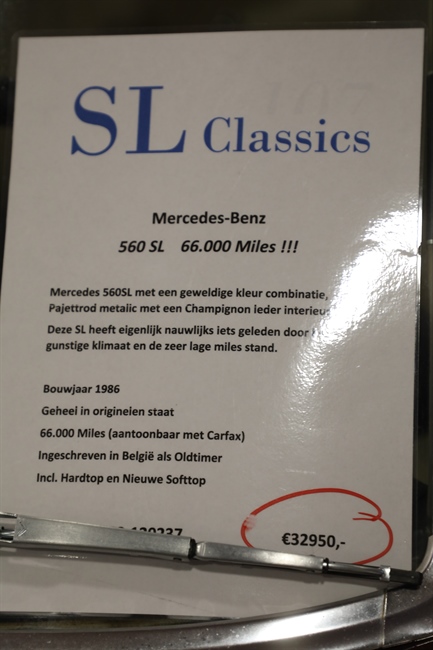 SL Classics
Mercedes-Benz
560 SL 66.000 Miles !!!
Mercedes 560SL met een geweldige kleur combinatie,
Pajettrod metalic met een Champignon leder
Deze SL heeft eigenlijk nauwlijks iets geleden door
gunstige klimaat en de zeer lage miles stand.
Bouwjaar 1986
Geheel in originelen staat
66.000 Miles (aantoonbaar met Carfax)
Ingeschreven in België als Oldtimer
Incl. Hardtop en Nieuwe Softtop
€32950,-